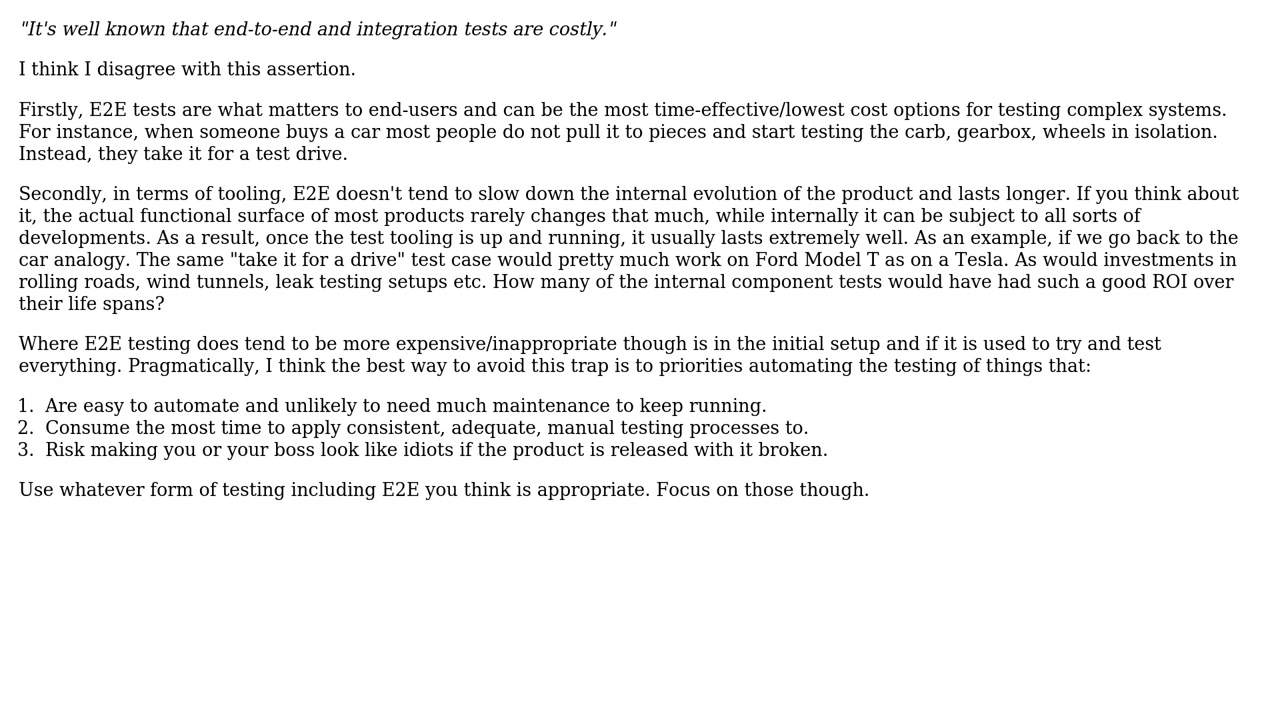 "It's well known that end-to-end and integration tests are costly."
I think I disagree with this assertion.
Firstly, E2E tests are what matters to end-users and can be the most time-effective/lowest cost options for testing complex systems.
For instance, when someone buys a car most people do not pull it to pieces and start testing the carb, gearbox, wheels in isolation.
Instead, they take it for a test drive.
Secondly, in terms of tooling, E2E doesn't tend to slow down the internal evolution of the product and lasts longer. If you think about
it, the actual functional surface of most products rarely changes that much, while internally it can be subject to all sorts of
developments. As a result, once the test tooling is up and running, it usually lasts extremely well. As an example, if we go back to the
car analogy. The same "take it for a drive" test case would pretty much work on Ford Model T as on a Tesla. As would investments in
rolling roads, wind tunnels, leak testing setups etc. How many of the internal component tests would have had such a good ROI over
their life spans?
Where E2E testing does tend to be more expensive/inappropriate though is in the initial setup and if it is used to try and test
everything. Pragmatically, I think the best way to avoid this trap is to priorities automating the testing of things that:
1. Are easy to automate and unlikely to need much maintenance to keep running.
2. Consume the most time to apply consistent, adequate, manual testing processes to.
3. Risk making you or your boss look like idiots if the product is released with it broken.
Use whatever form of testing including E2E you think is appropriate. Focus on those though.